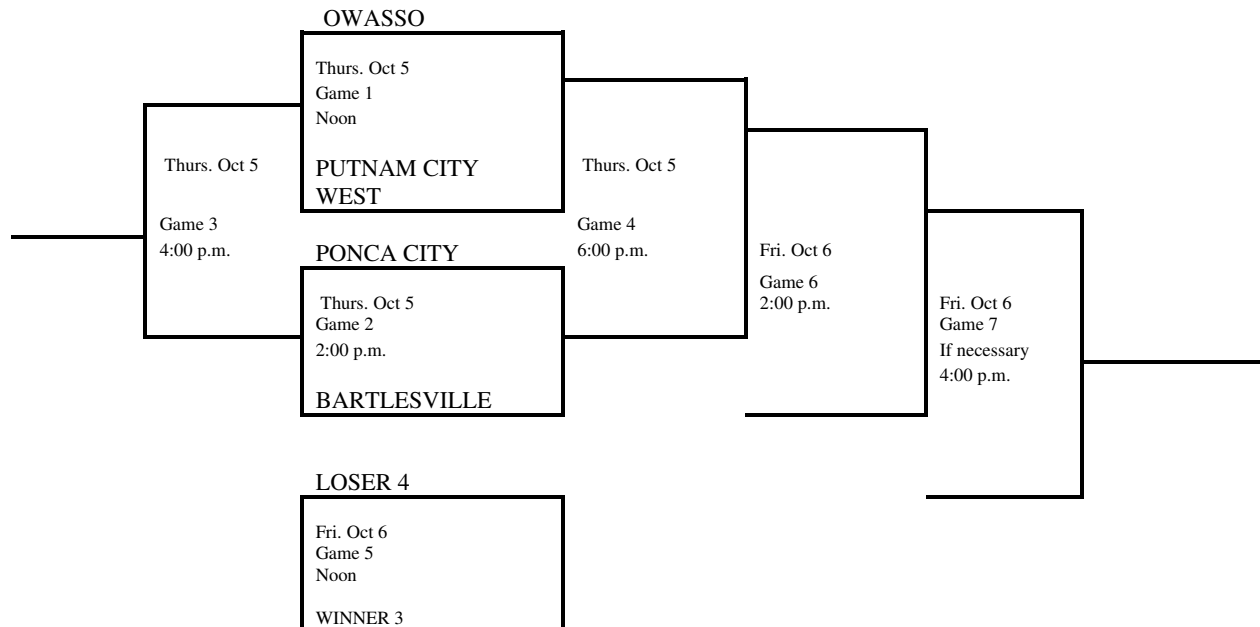 OWASSO
Thurs. Oct 5
Game 1
Noon
PUTNAM CITY
WEST
Thurs. Oct 5
Game 3
4:00 p.m.
Thurs. Oct 5
Game 4
6:00 p.m.
PONCA CITY
Thurs. Oct 5
Game 2
2:00 p.m.
BARTLESVILLE
Fri. Oct 6
Game 6
2:00 p.m.
Fri. Oct 6
Game 7
If necessary
4:00 p.m.
LOSER 4
Fri. Oct 6
Game 5
Noon
WINNER 3